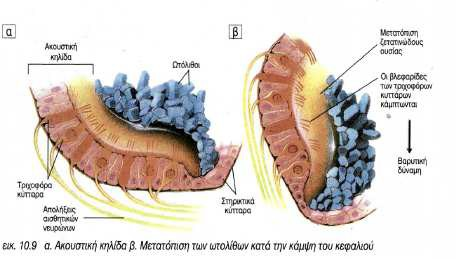 α
Ακουστική
κηλίδα
Ωτόλιθοι
Τριχοφόρα
κύτταρα
Απολήξεις
αισθητικών
νευρώνων
Στηρικτικά
κύτταρα
β
Μετατόπιση
ζετατινώδους
ουσίας
Οι βλεφαρίδες
των τριχοφόρων
κυττάρων
κάμπτονται
Βαρυτική
δύναμη
εικ. 10.9 α. Ακουστική κηλίδα β. Μετατόπιση των ωτολίθων κατά την κάμψη του κεφαλιού